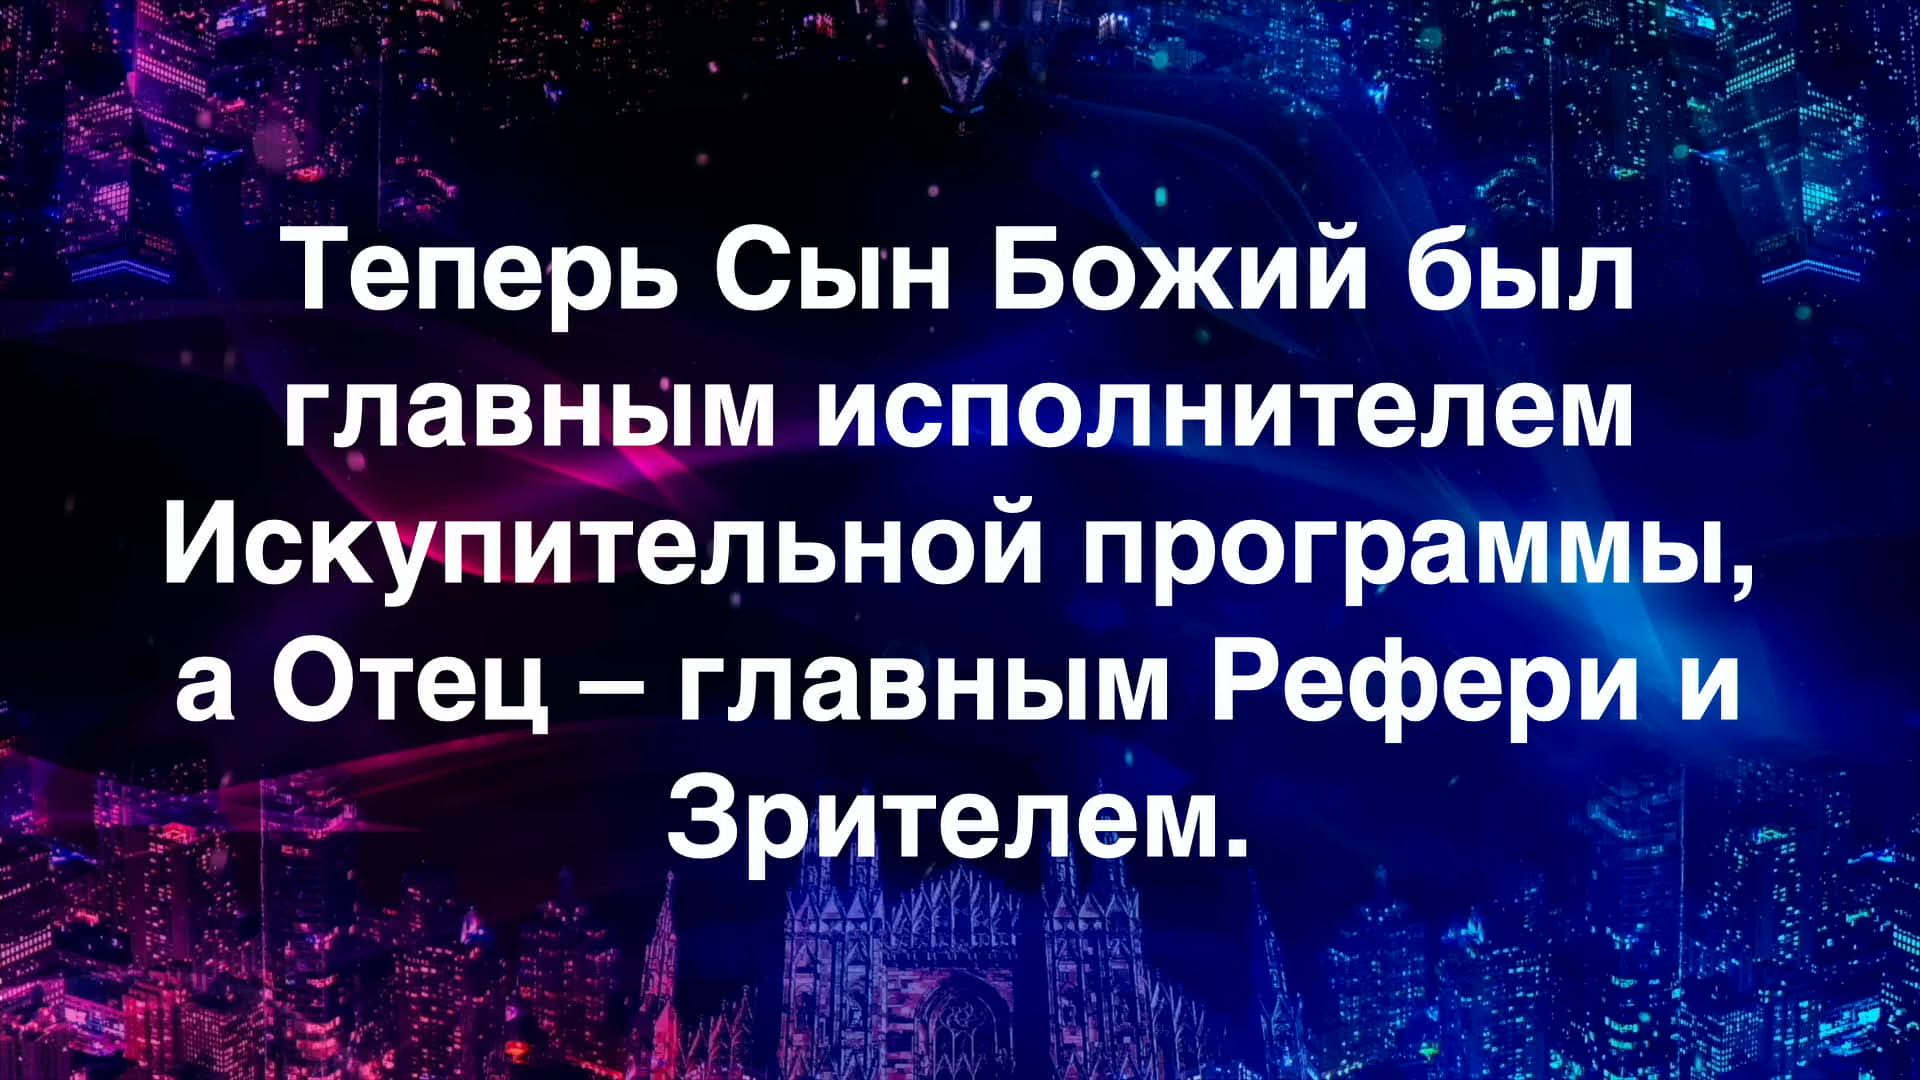 Теперь Сын Божий был
главным исполнителем
Искупительной программы,
а Отец – главным Рефери и
Зрителем.